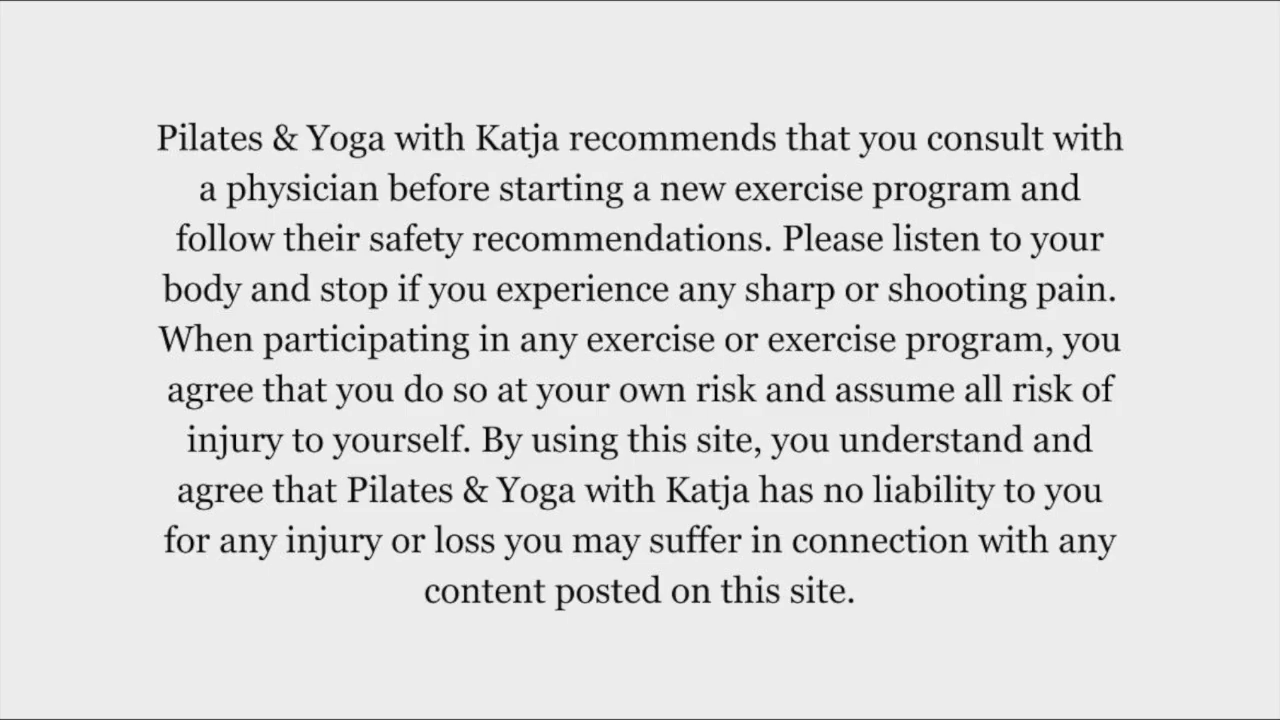 Pilates & Yoga with Katja recommends that you consult with
a physician before starting a new exercise program and
follow their safety recommendations. Please listen to your
body and stop if you experience any sharp or shooting pain.
When participating in any exercise or exercise program, you
agree that you do so at your own risk and assume all risk of
injury to yourself. By using this site, you understand and
agree that Pilates & Yoga with Katja has no liability to you
for any injury or loss you may suffer in connection with any
content posted on this site.